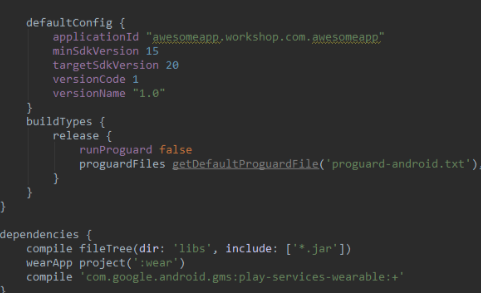 defaultConfig {
applicationId "awesomeapp.workshop.com.awesomeapp"
minSdkVersion 15
targetSdkVersion 20
versionCode 1
versionName "1.0"
}
buildTypes {
release {
runProguard false
proguardFiles getDefaultProguardFile('proguard-android.txt'),
}
}
}
dependencies {
compile fileTree(dir: 'libs', include: ['*.jar'])
wearApp project(':wear')
compile 'com.google.android.gms:play-services-wearable:+'
}